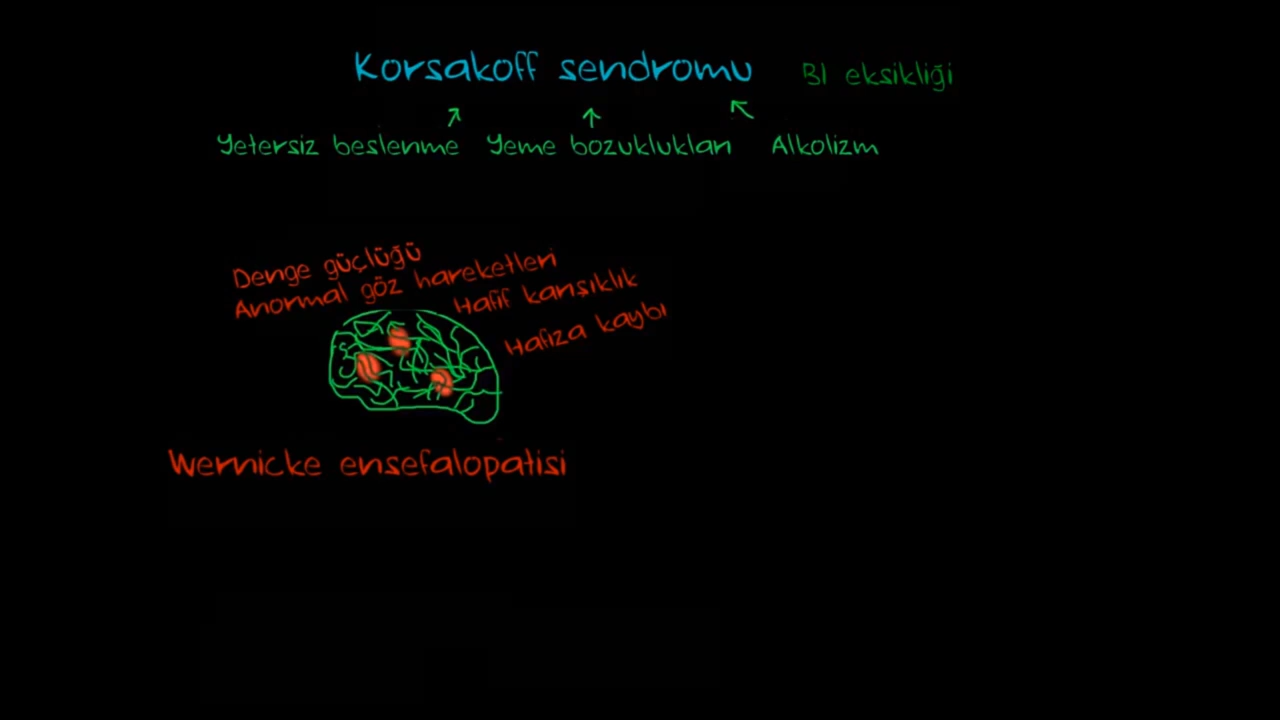 Korsakoff sendromu B1 eksikliği
Yetersiz beslenme Yeme bozuklukları Alkolizm
Denge güçlüğü
Anormal göz hareketleri
Hafif karışıklık
Hafıza kaybı
Wernicke ensefalopatisi